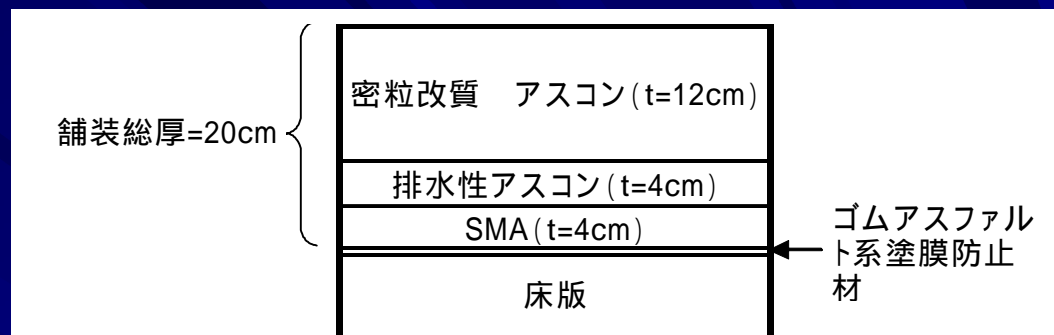 密粒改質　アスコン(t=12cm)
舗装総厚=20cm
排水性アスコン(t=4cm)
SMA(t=4cm)
ゴムアスファル
ト系塗膜防止
材
床版